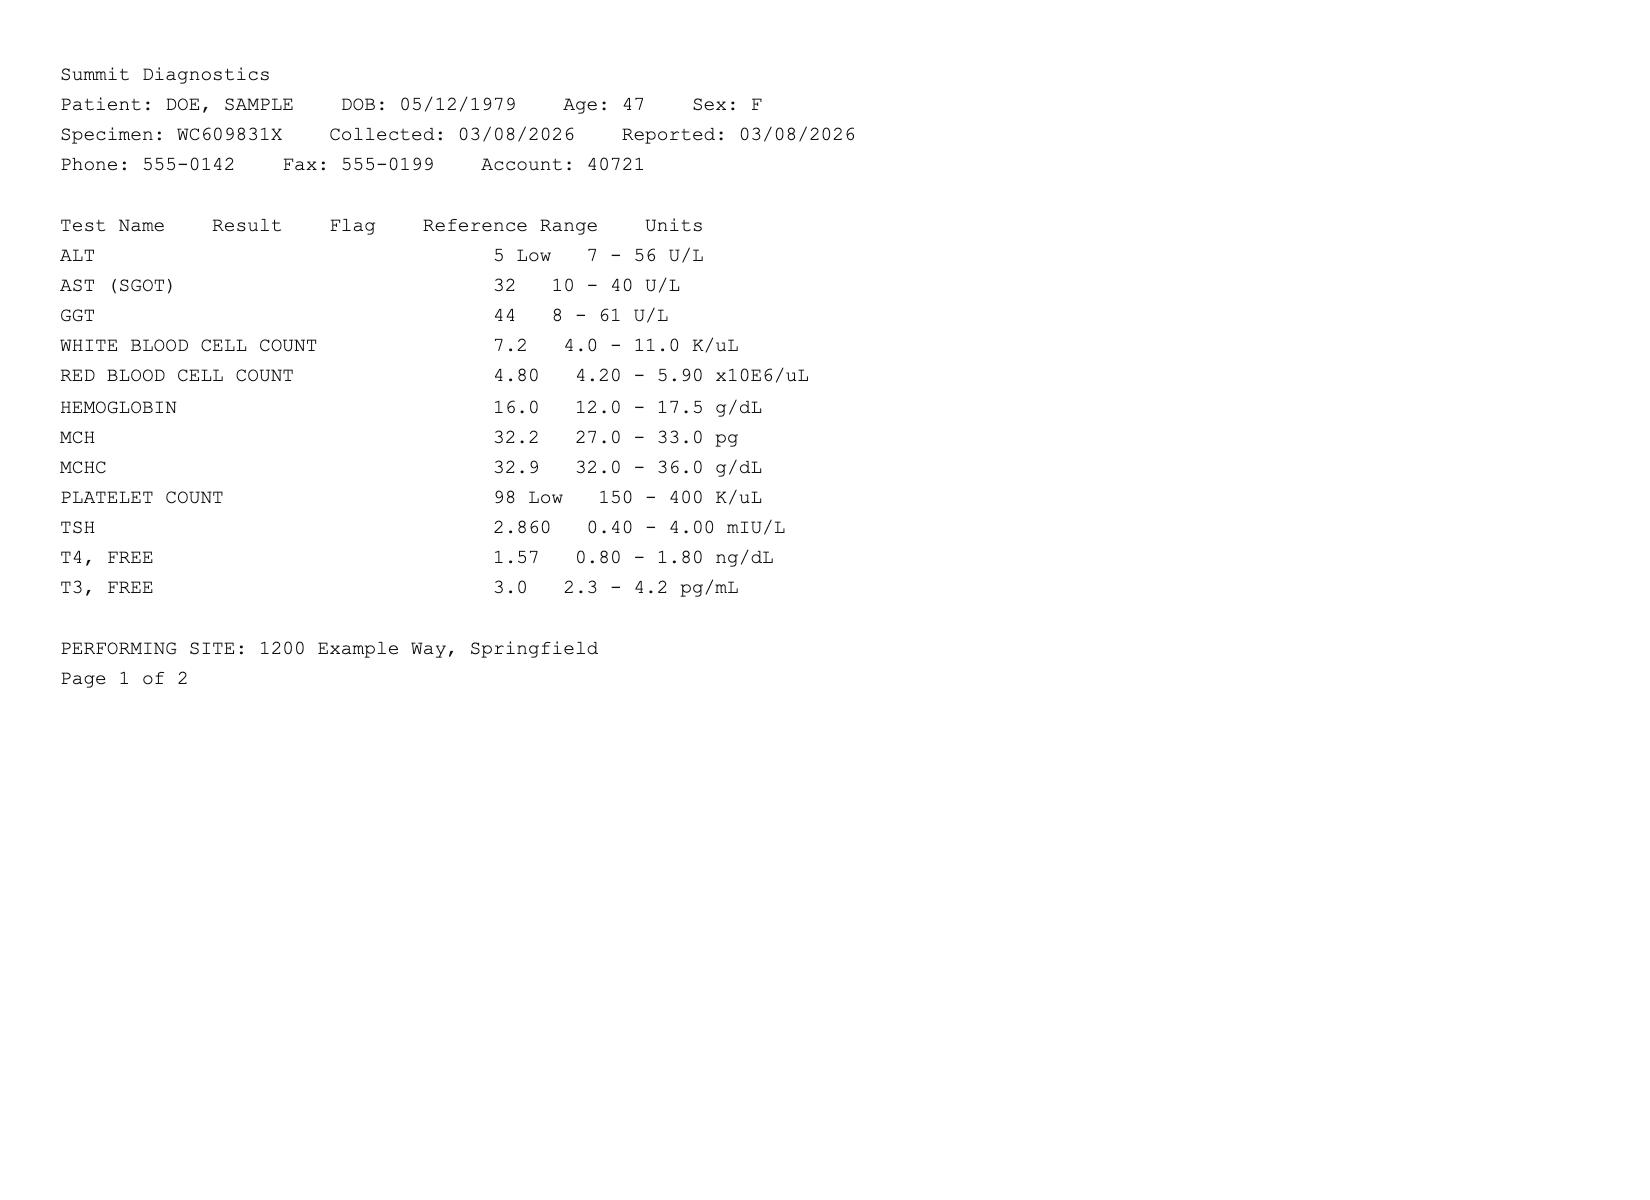 Summit Diagnostics
Patient: DOE, SAMPLE    DOB: 05/12/1979    Age: 47    Sex: F
Specimen: WC609831X    Collected: 03/08/2026    Reported: 03/08/2026
Phone: 555-0142    Fax: 555-0199    Account: 40721
Test Name    Result    Flag    Reference Range    Units
ALT                                  5 Low   7 - 56 U/L
AST (SGOT)                           32   10 - 40 U/L
GGT                                  44   8 - 61 U/L
WHITE BLOOD CELL COUNT               7.2   4.0 - 11.0 K/uL
RED BLOOD CELL COUNT                 4.80   4.20 - 5.90 x10E6/uL
HEMOGLOBIN                           16.0   12.0 - 17.5 g/dL
MCH                                  32.2   27.0 - 33.0 pg
MCHC                                 32.9   32.0 - 36.0 g/dL
PLATELET COUNT                       98 Low   150 - 400 K/uL
TSH                                  2.860   0.40 - 4.00 mIU/L
T4, FREE                             1.57   0.80 - 1.80 ng/dL
T3, FREE                             3.0   2.3 - 4.2 pg/mL
PERFORMING SITE: 1200 Example Way, Springfield
Page 1 of 2